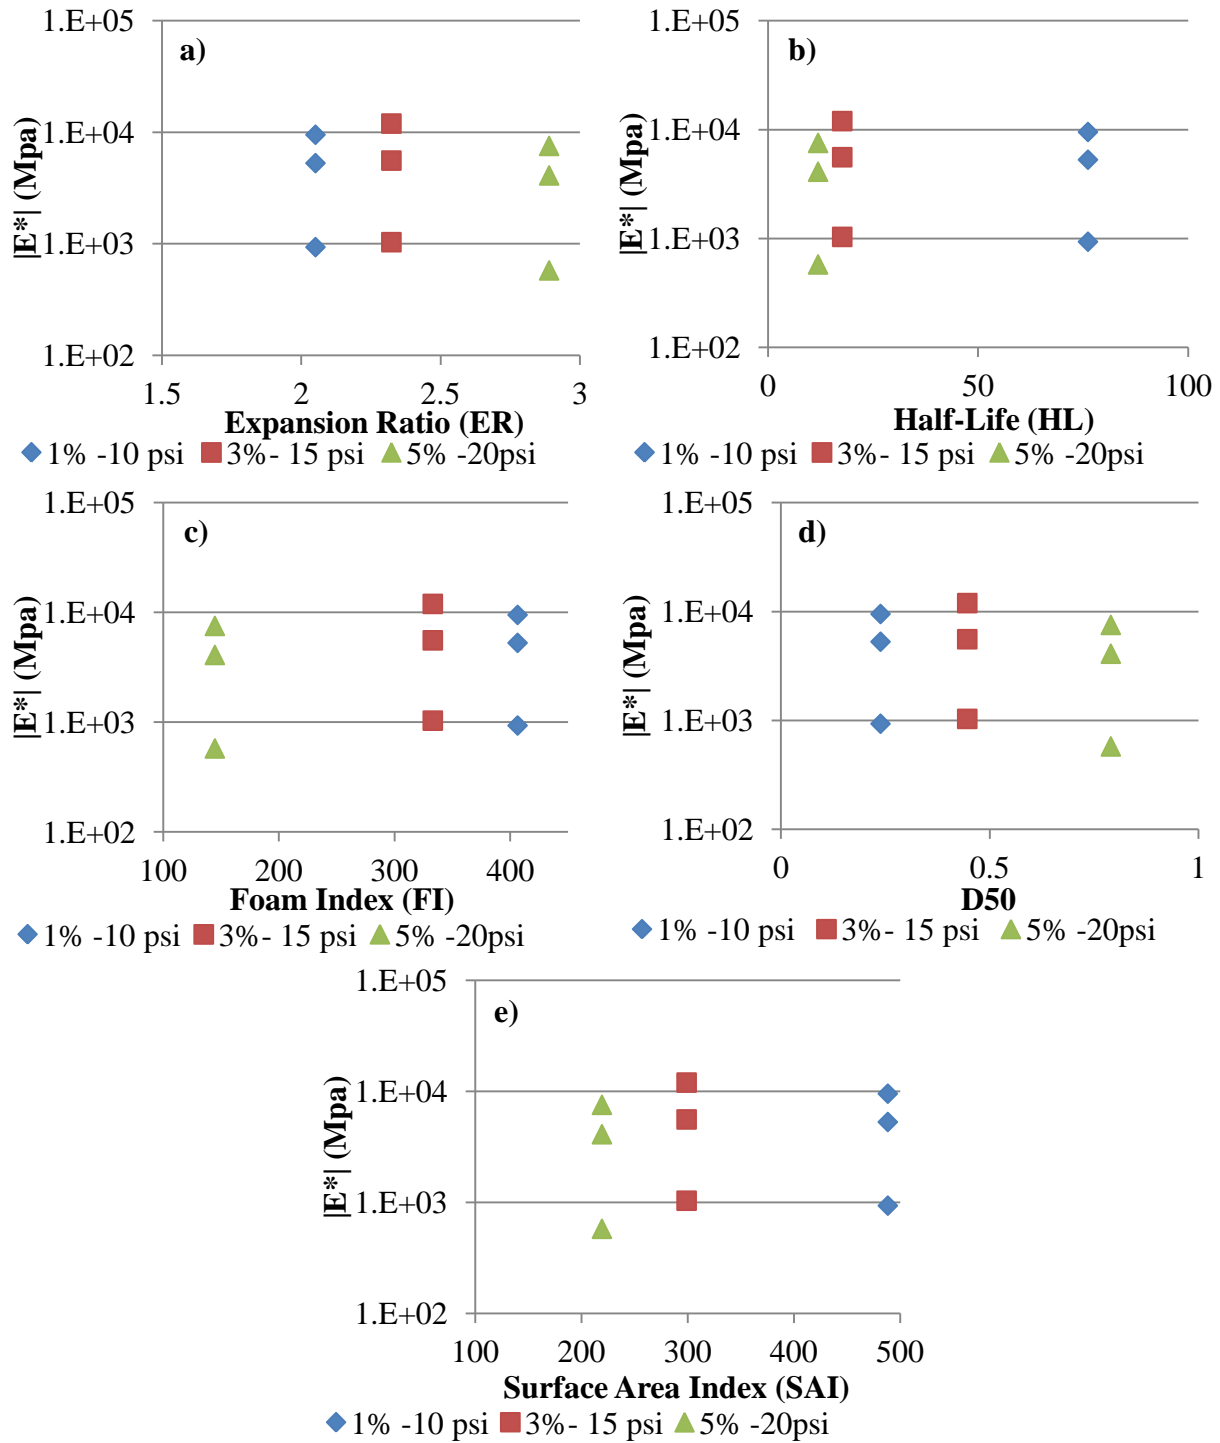 a)
1.E+05
1.E+04
1.E+03
1.E+02
|E*| (Mpa)
1.5 2 2.5 3
Expansion Ratio (ER)
1% -10 psi 3%- 15 psi 5% -20psi
b)
1.E+05
1.E+04
1.E+03
1.E+02
|E*| (Mpa)
0 50 100
Half-Life (HL)
1% -10 psi 3%- 15 psi 5% -20psi
c)
1.E+05
1.E+04
1.E+03
1.E+02
|E*| (Mpa)
100 200 300 400
Foam Index (FI)
1% -10 psi 3%- 15 psi 5% -20psi
d)
1.E+05
1.E+04
1.E+03
1.E+02
|E*| (Mpa)
0 0.5 1
D50
1% -10 psi 3%- 15 psi 5% -20psi
e)
1.E+05
1.E+04
1.E+03
1.E+02
|E*| (Mpa)
100 200 300 400 500
Surface Area Index (SAI)
1% -10 psi 3%- 15 psi 5% -20psi